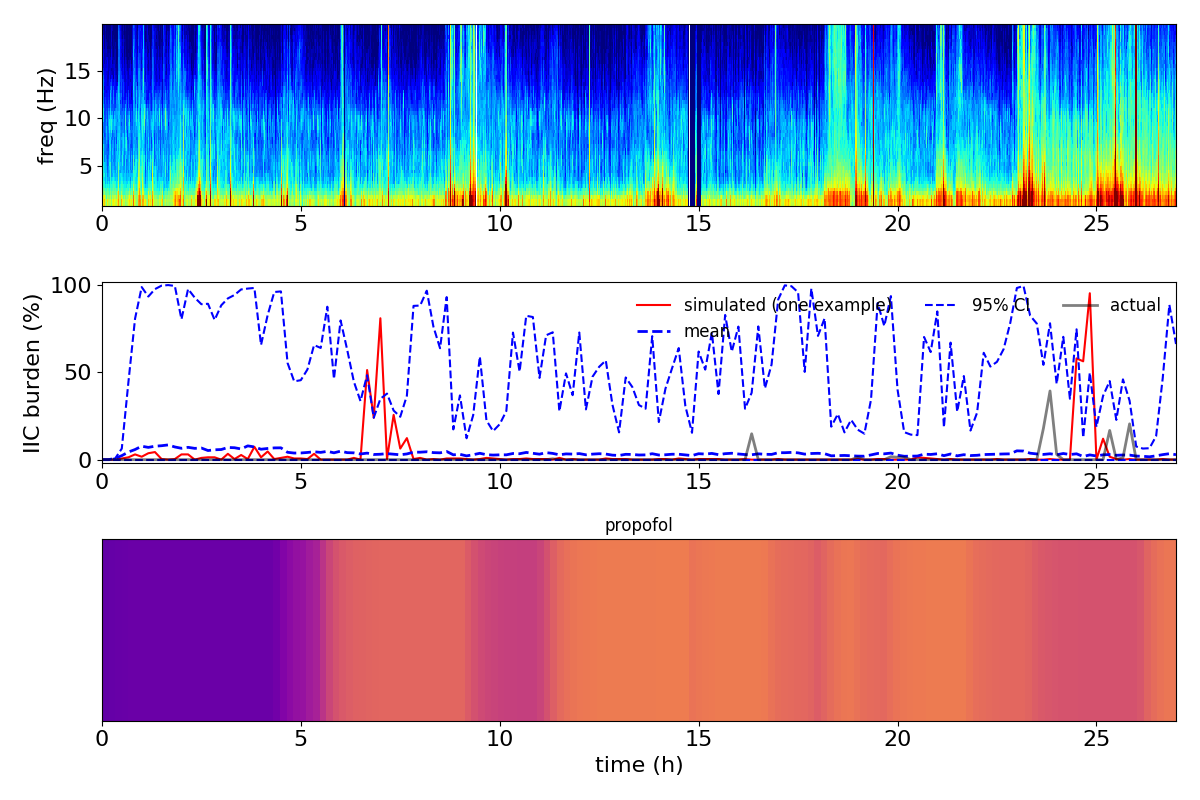 freq (Hz)
15
10
5
0 5 10 15 20 25
IIC burden (%)
100
50
0
simulated (one example) 95% CI actual
mean
0 5 10 15 20 25
propofol
0 5 10 15 20 25
time (h)